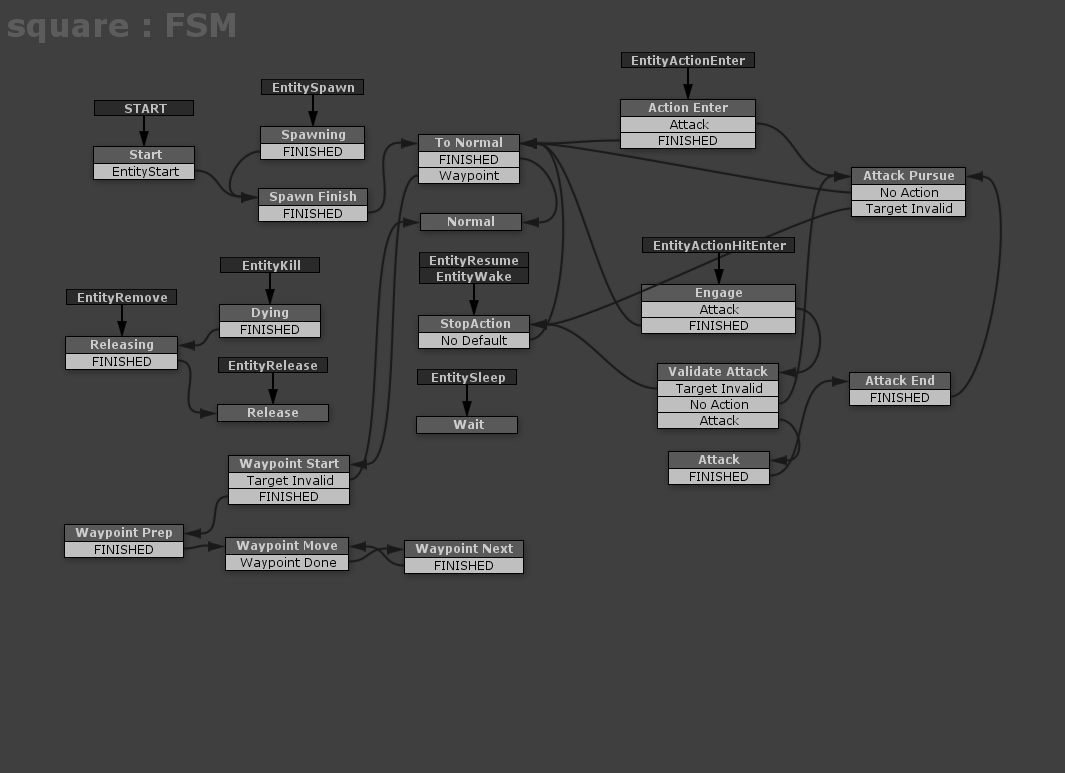 square : FSM
EntityActionEnter
EntitySpawn
START
Action Enter
Attack
FINISHED
Spawning
FINISHED
To Normal
FINISHED
Waypoint
Start
EntityStart
Attack Pursue
No Action
Target Invalid
Spawn Finish
FINISHED
Normal
EntityActionHitEnter
EntityResume
EntityWake
EntityKill
Engage
Attack
FINISHED
EntityRemove
Dying
FINISHED
StopAction
No Default
Releasing
FINISHED
EntityRelease
Validate Attack
Target Invalid
No Action
Attack
EntitySleep
Attack End
FINISHED
Release
Wait
Attack
FINISHED
Waypoint Start
Target Invalid
FINISHED
Waypoint Prep
FINISHED
Waypoint Move
Waypoint Done
Waypoint Next
FINISHED